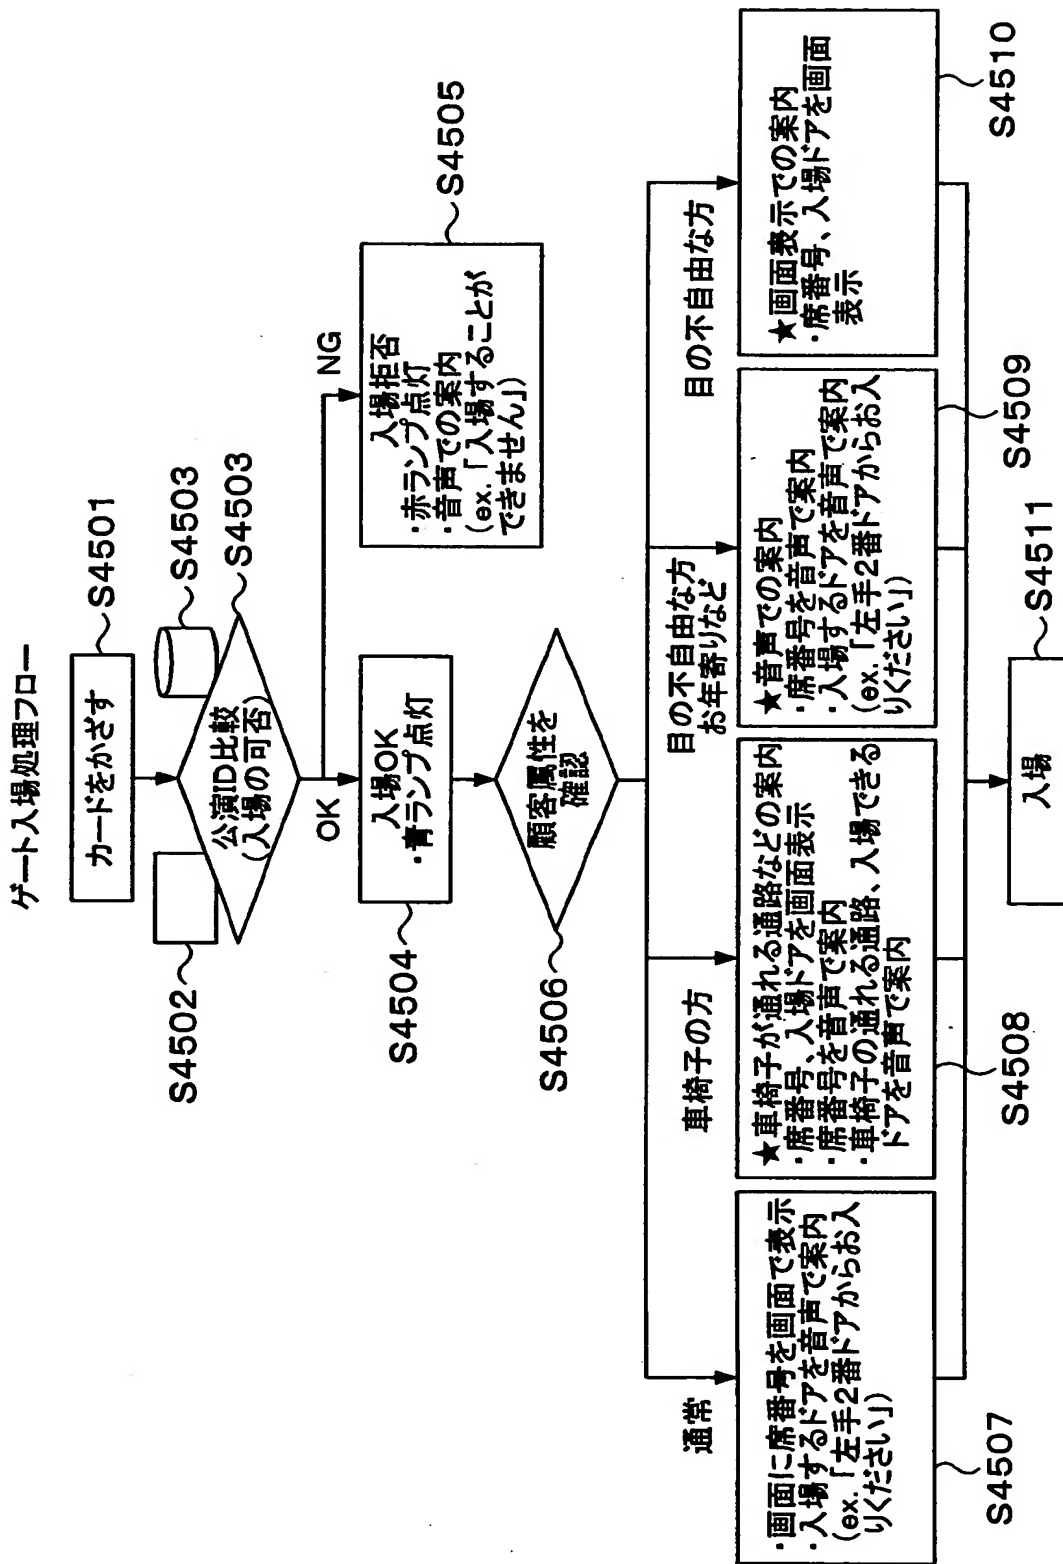 ゲート入場処理フロー
カードをかざす
S4501
S4502
S4503
公演ID比較
(入場の可否)
S4503
OK
NG
入場OK
・青ランプ点灯
S4504
入場拒否
・赤ランプ点灯
・音声での案内
(ex.「入場することが
できません」)
S4505
顧客属性を
確認
S4506
通常
車椅子の方
目の不自由な方
お年寄りなど
目の不自由な方
・画面に席番号を画面で表示
・入場するドアを音声で案内
(ex.「左手2番ドアからお入
りください」)
S4507
★車椅子が通れる通路などの案内
・席番号、入場ドアを画面表示
・席番号を音声で案内
・車椅子の通れる通路、入場できる
ドアを音声で案内
S4508
★音声での案内
・席番号を音声で案内
・入場するドアを音声で案内
(ex.「左手2番ドアからお入
りください」)
S4509
★画面表示での案内
・席番号、入場ドアを画面
表示
S4510
入場
S4511